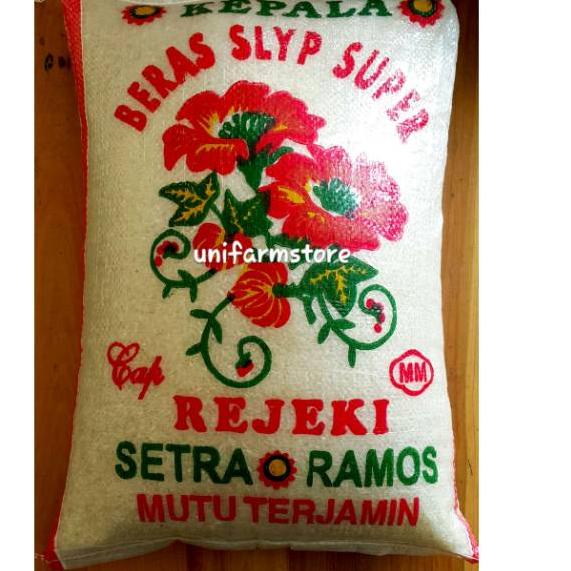 KEPALA
BERAS SLYP SUPER
unifarmstore
Cap
MM
REJEKI
SETRA RAMOS
MUTU TERJAMIN